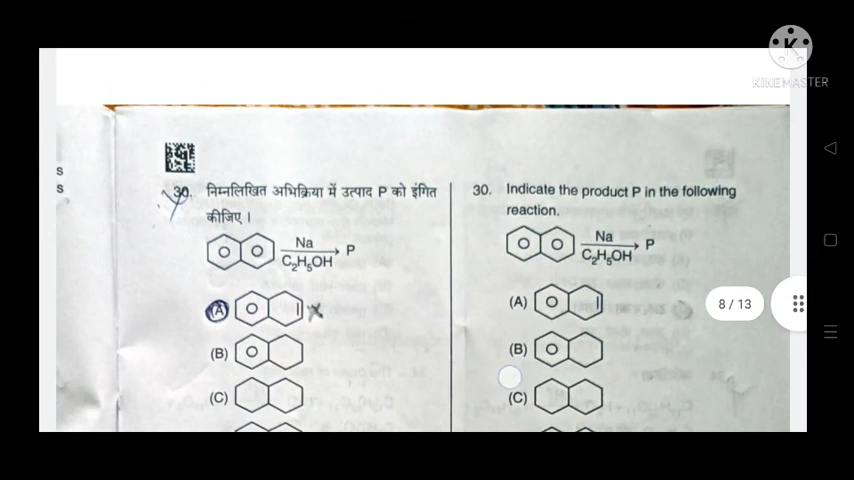 K
KINEMASTER
s
s
30. निम्नलिखित अभिक्रिया में उत्पाद P को इंगित
कीजिए ।
Na
C₂H₅OH
P
(A)
(B)
(C)
30. Indicate the product P in the following
reaction.
Na
C₂H₅OH
P
(A)
(B)
(C)
8 / 13